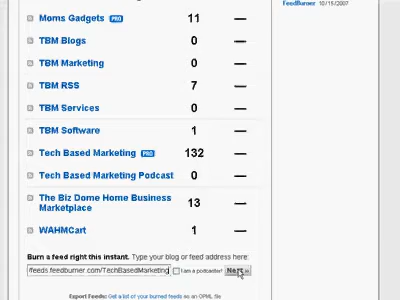 FeedBurner 10/15/2007
Moms Gadgets PRO 11 —
TBM Blogs 0 —
TBM Marketing 0 —
TBM RSS 7 —
TBM Services 0 —
TBM Software 1 —
Tech Based Marketing PRO 132 —
Tech Based Marketing Podcast 0 —
The Biz Dome Home Business
Marketplace 13 —
WAHMCart 1 —
Burn a feed right this instant. Type your blog or feed address here:
/feeds.feedburner.com/TechBasedMarketing I am a podcaster! Next »
Export Feeds: Get a list of your burned feeds as an OPML file